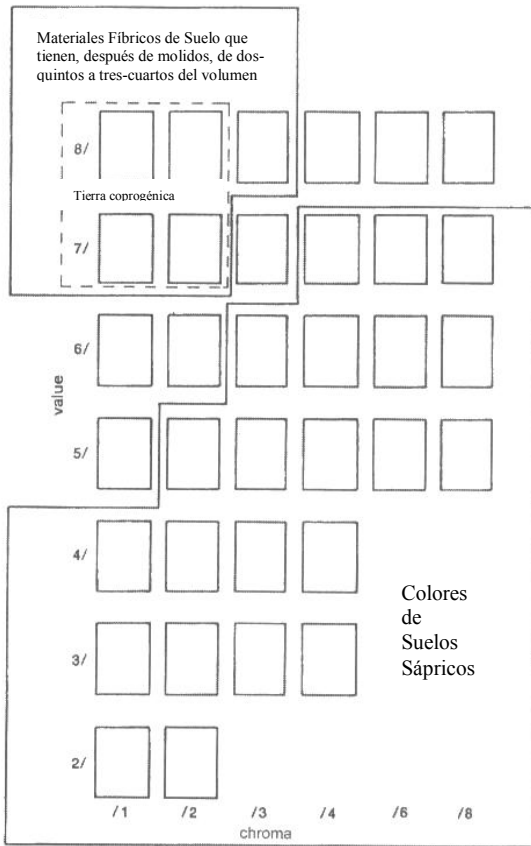 Materiales Fíbricos de Suelo que
tienen, después de molidos, de dos-
quintos a tres-cuartos del volumen
8/
Tierra coprogénica
7/
6/
value
5/
4/
Colores
de
Suelos
Sápricos
3/
2/
/1 /2 /3 /4 /6 /8
chroma